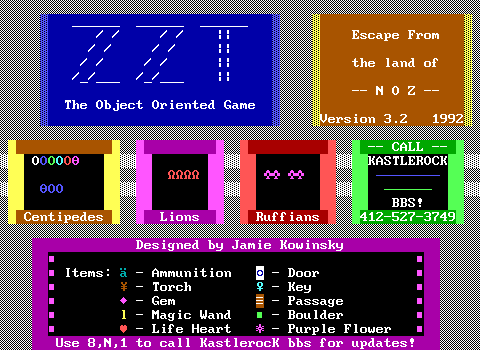 ZZT
The Object Oriented Game
Escape From
the land of
-- N O Z --
Version 3.2 1992
Centipedes
Lions
Ruffians
-- CALL --
KASTLEROCK
BBS!
412-527-3749
Designed by Jamie Kowinsky
Items: ä - Ammunition
¥ - Torch
♦ - Gem
l - Magic Wand
♥ - Life Heart
o - Door
♀ - Key
≡ - Passage
■ - Boulder
* - Purple Flower
Use 8,N,1 to call KastlerocK bbs for updates!